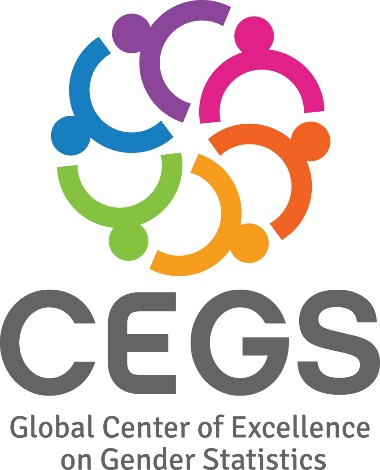 CEGS
Global Center of Excellence
on Gender Statistics